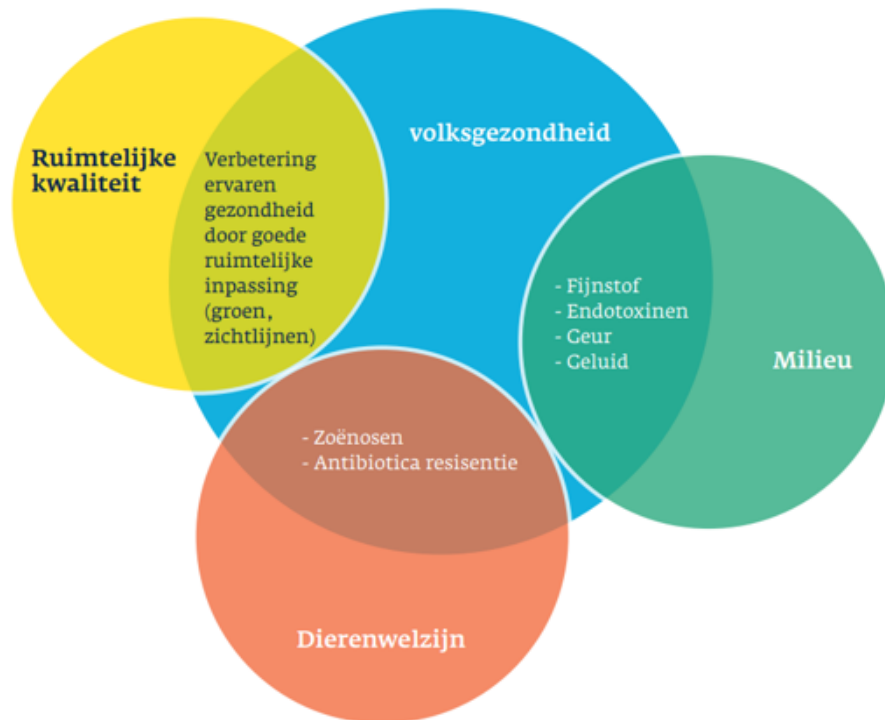 volksgezondheid
Ruimtelijke
kwaliteit
Verbetering
ervaren
gezondheid
door goede
ruimtelijke
inpassing
(groen,
zichtlijnen)
- Fijnstof
- Endotoxinen
- Geur
- Geluid
Milieu
- Zoënosen
- Antibiotica resisentie
Dierenwelzijn